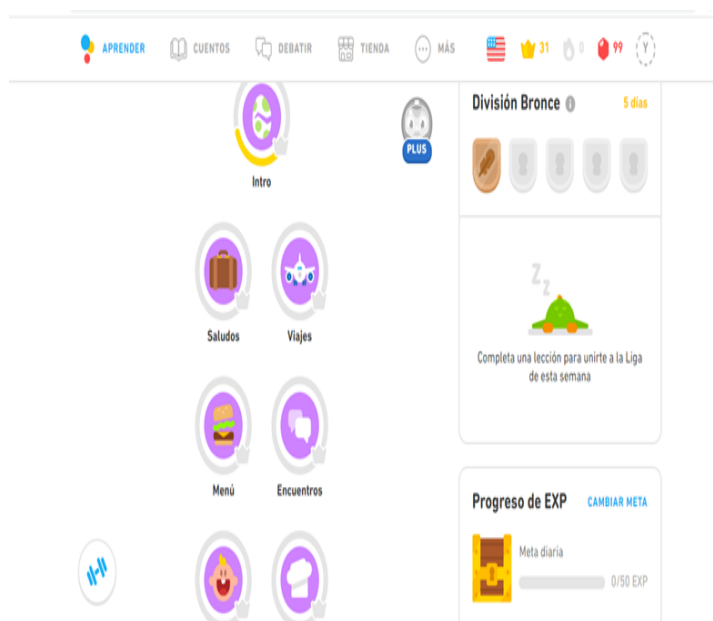 APRENDER CUENTOS DEBATIR TIENDA MÁS 31 0 99 Y
Intro
PLUS
Saludos Viajes
Menú Encuentros
División Bronce 5 días
Z
z
Completa una lección para unirte a la Liga
de esta semana
Progreso de EXP CAMBIAR META
Meta diaria
0/50 EXP